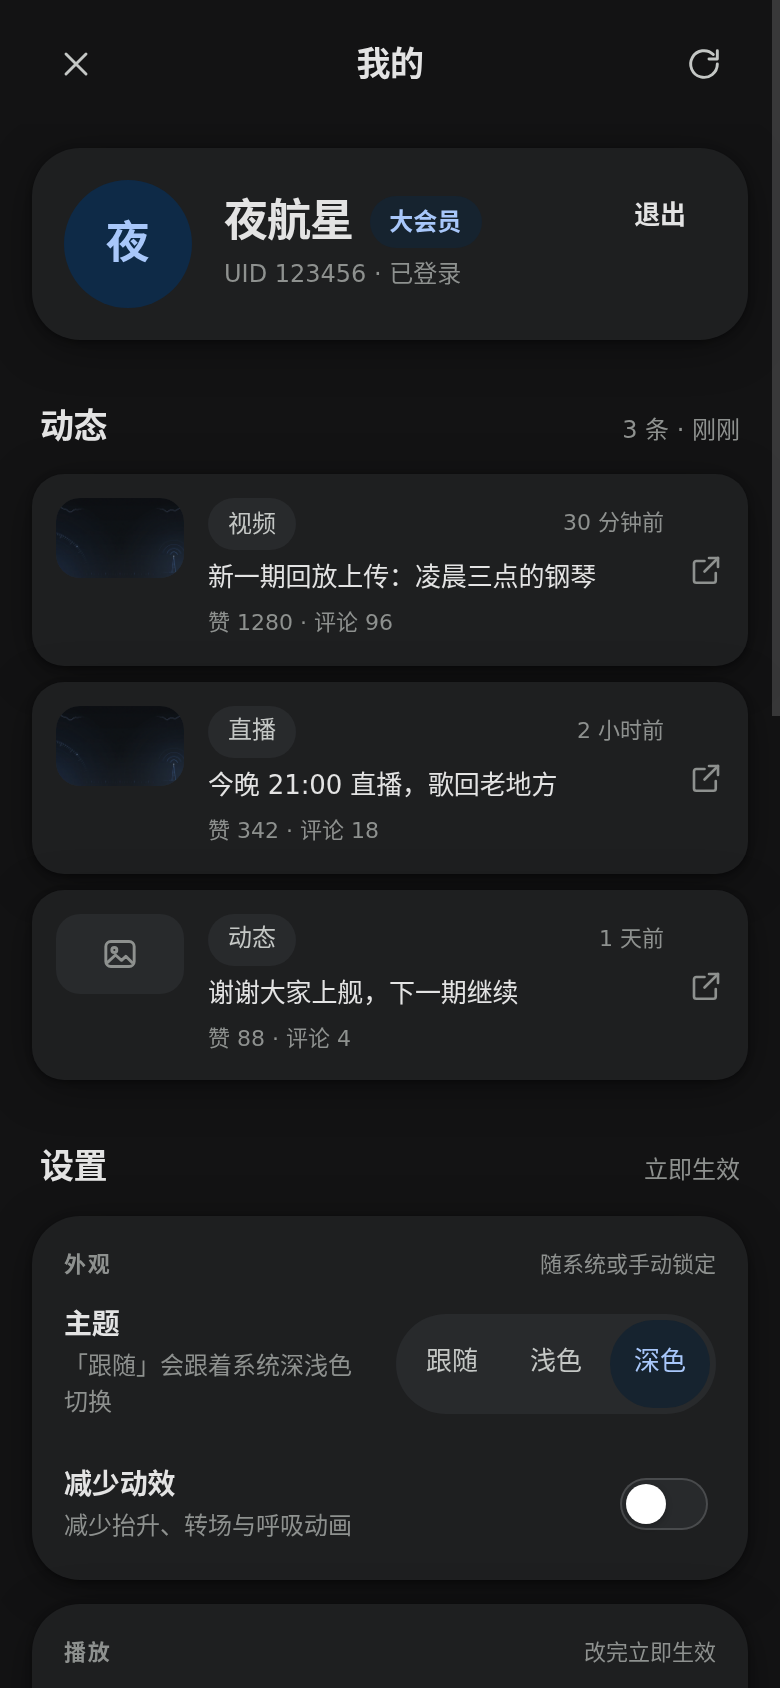 我的
夜
夜航星
大会员
退出
UID 123456 · 已登录
动态
3 条 · 刚刚
视频
30 分钟前
新一期回放上传：凌晨三点的钢琴
赞 1280 · 评论 96
直播
2 小时前
今晚 21:00 直播，歌回老地方
赞 342 · 评论 18
动态
1 天前
谢谢大家上舰，下一期继续
赞 88 · 评论 4
设置
立即生效
外观
随系统或手动锁定
主题
「跟随」会跟着系统深浅色
切换
跟随
浅色
深色
减少动效
减少抬升、转场与呼吸动画
播放
改完立即生效